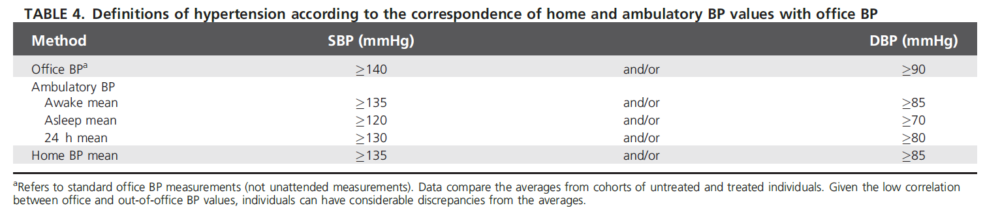 TABLE 4. Definitions of hypertension according to the correspondence of home and ambulatory BP values with office BP
Method SBP (mmHg) DBP (mmHg)
Office BPa ≥140 and/or ≥90
Ambulatory BP
Awake mean ≥135 and/or ≥85
Asleep mean ≥120 and/or ≥70
24 h mean ≥130 and/or ≥80
Home BP mean ≥135 and/or ≥85
aRefers to standard office BP measurements (not unattended measurements). Data compare the averages from cohorts of untreated and treated individuals. Given the low correlation
between office and out-of-office BP values, individuals can have considerable discrepancies from the averages.